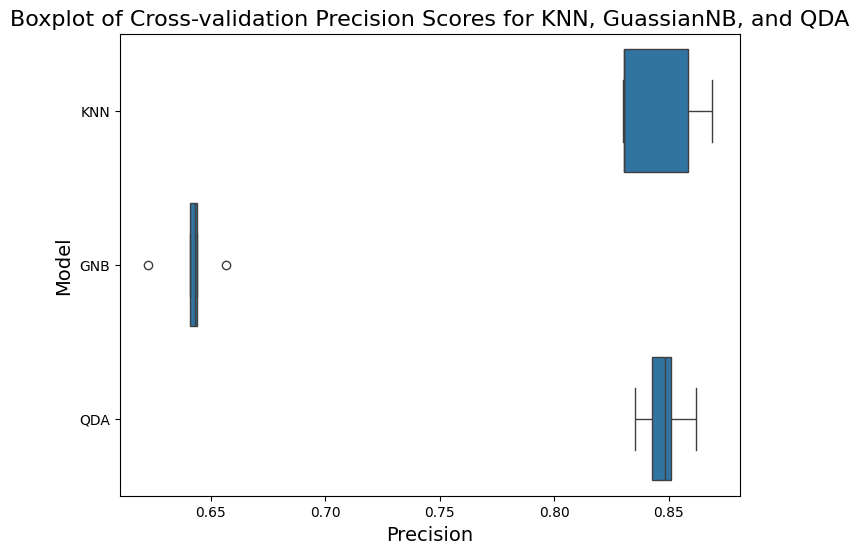 Boxplot of Cross-validation Precision Scores for KNN, GuassianNB, and QDA
KNN
GNB
QDA
Model
0.65 0.70 0.75 0.80 0.85
Precision